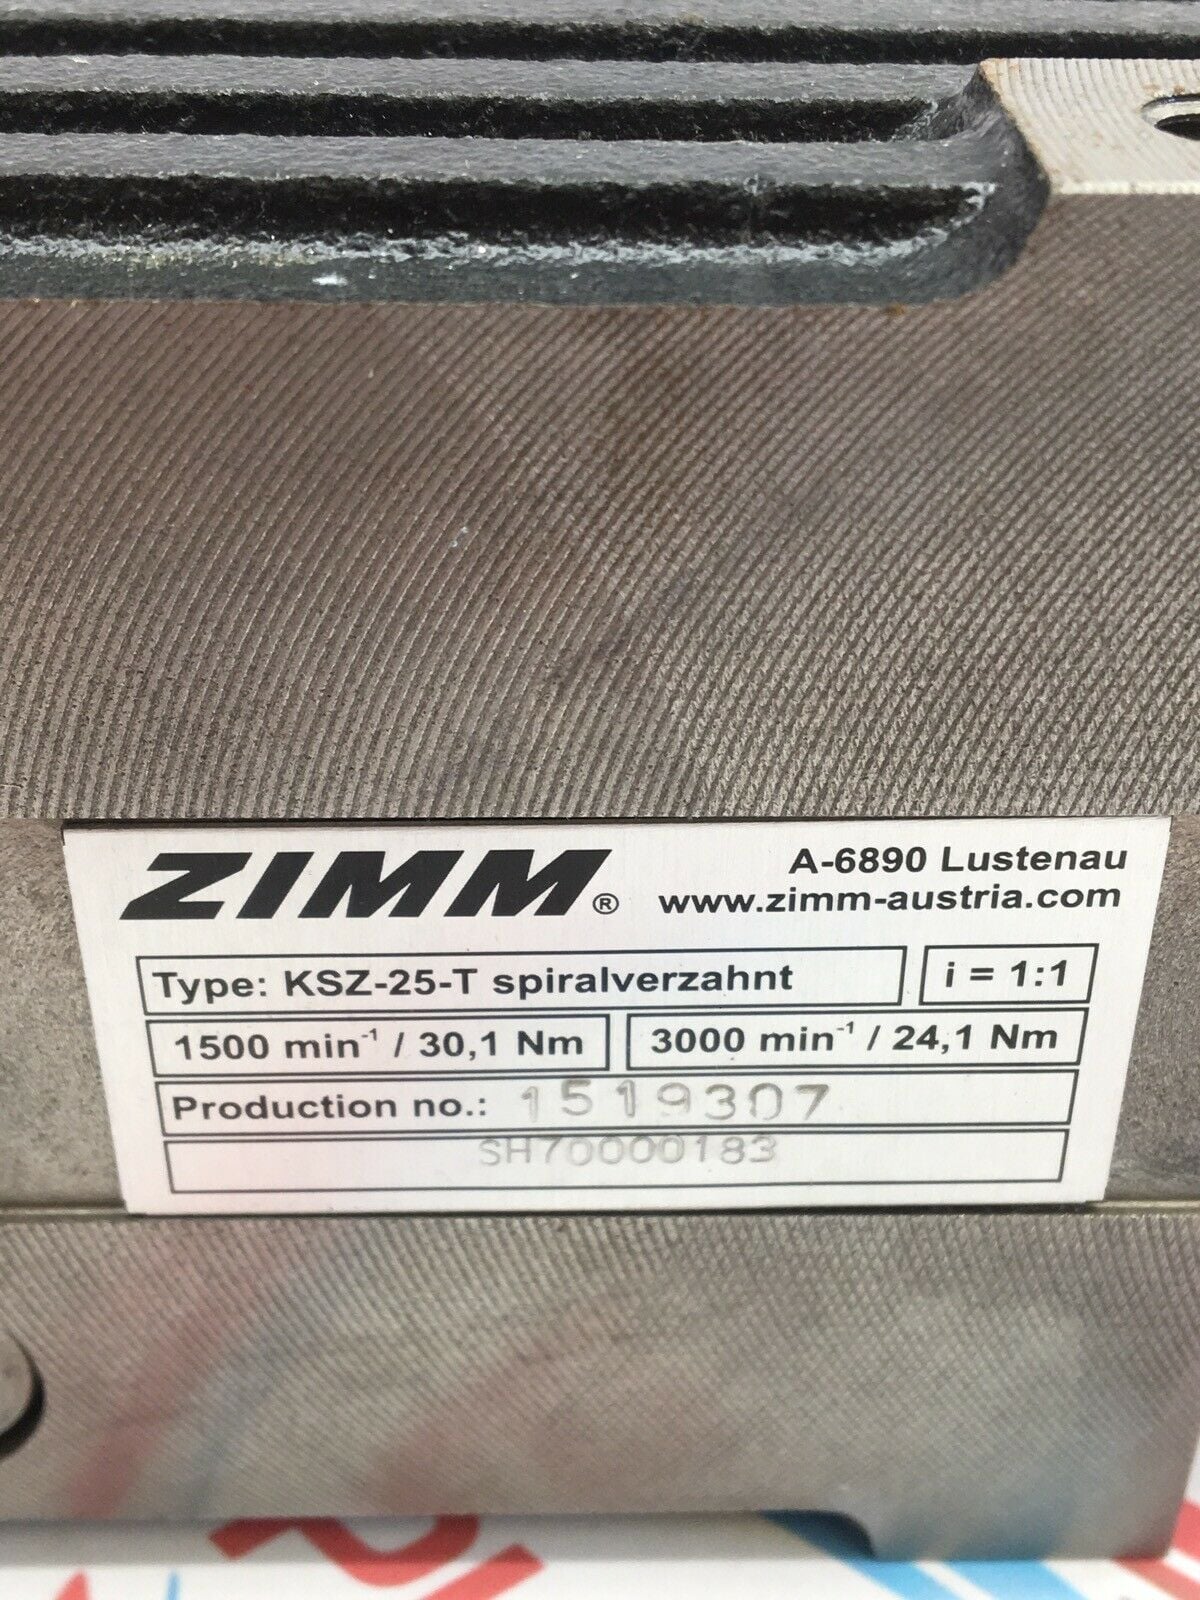 ZIMM®
A-6890 Lustenau
www.zimm-austria.com
Type: KSZ-25-T spiralverzahnt
i = 1:1
1500 min⁻¹ / 30,1 Nm
3000 min⁻¹ / 24,1 Nm
Production no.: 1519307
SH70000183